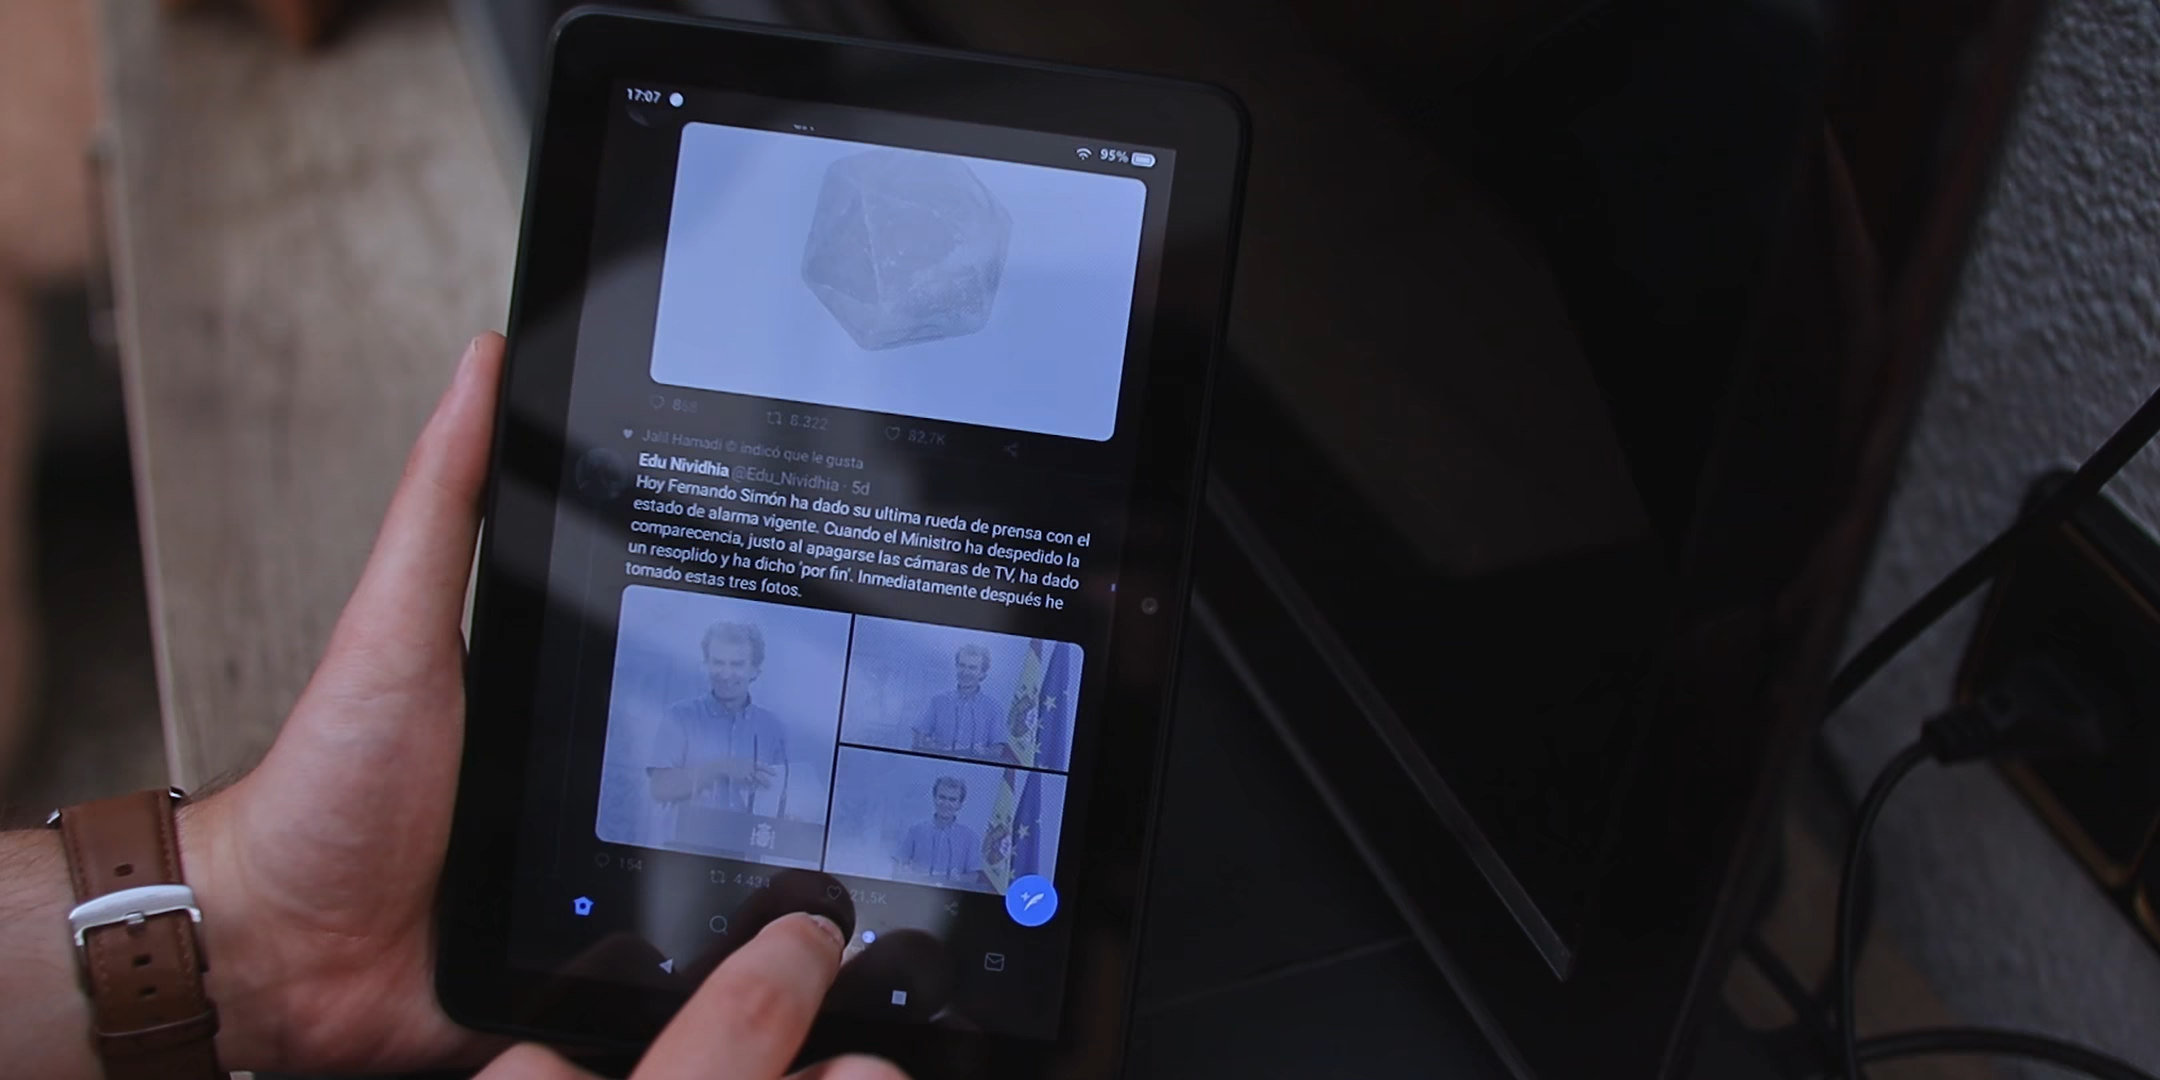 17:07
95%
868
8.322
82,7K
Jalil Hamadi © indicó que le gusta
Edu Nividhia @Edu_Nividhia · 5d
Hoy Fernando Simón ha dado su ultima rueda de prensa con el
estado de alarma vigente. Cuando el Ministro ha despedido la
comparecencia, justo al apagarse las cámaras de TV, ha dado
un resoplido y ha dicho 'por fin'. Inmediatamente después he
tomado estas tres fotos.
154
4.434
21,5K